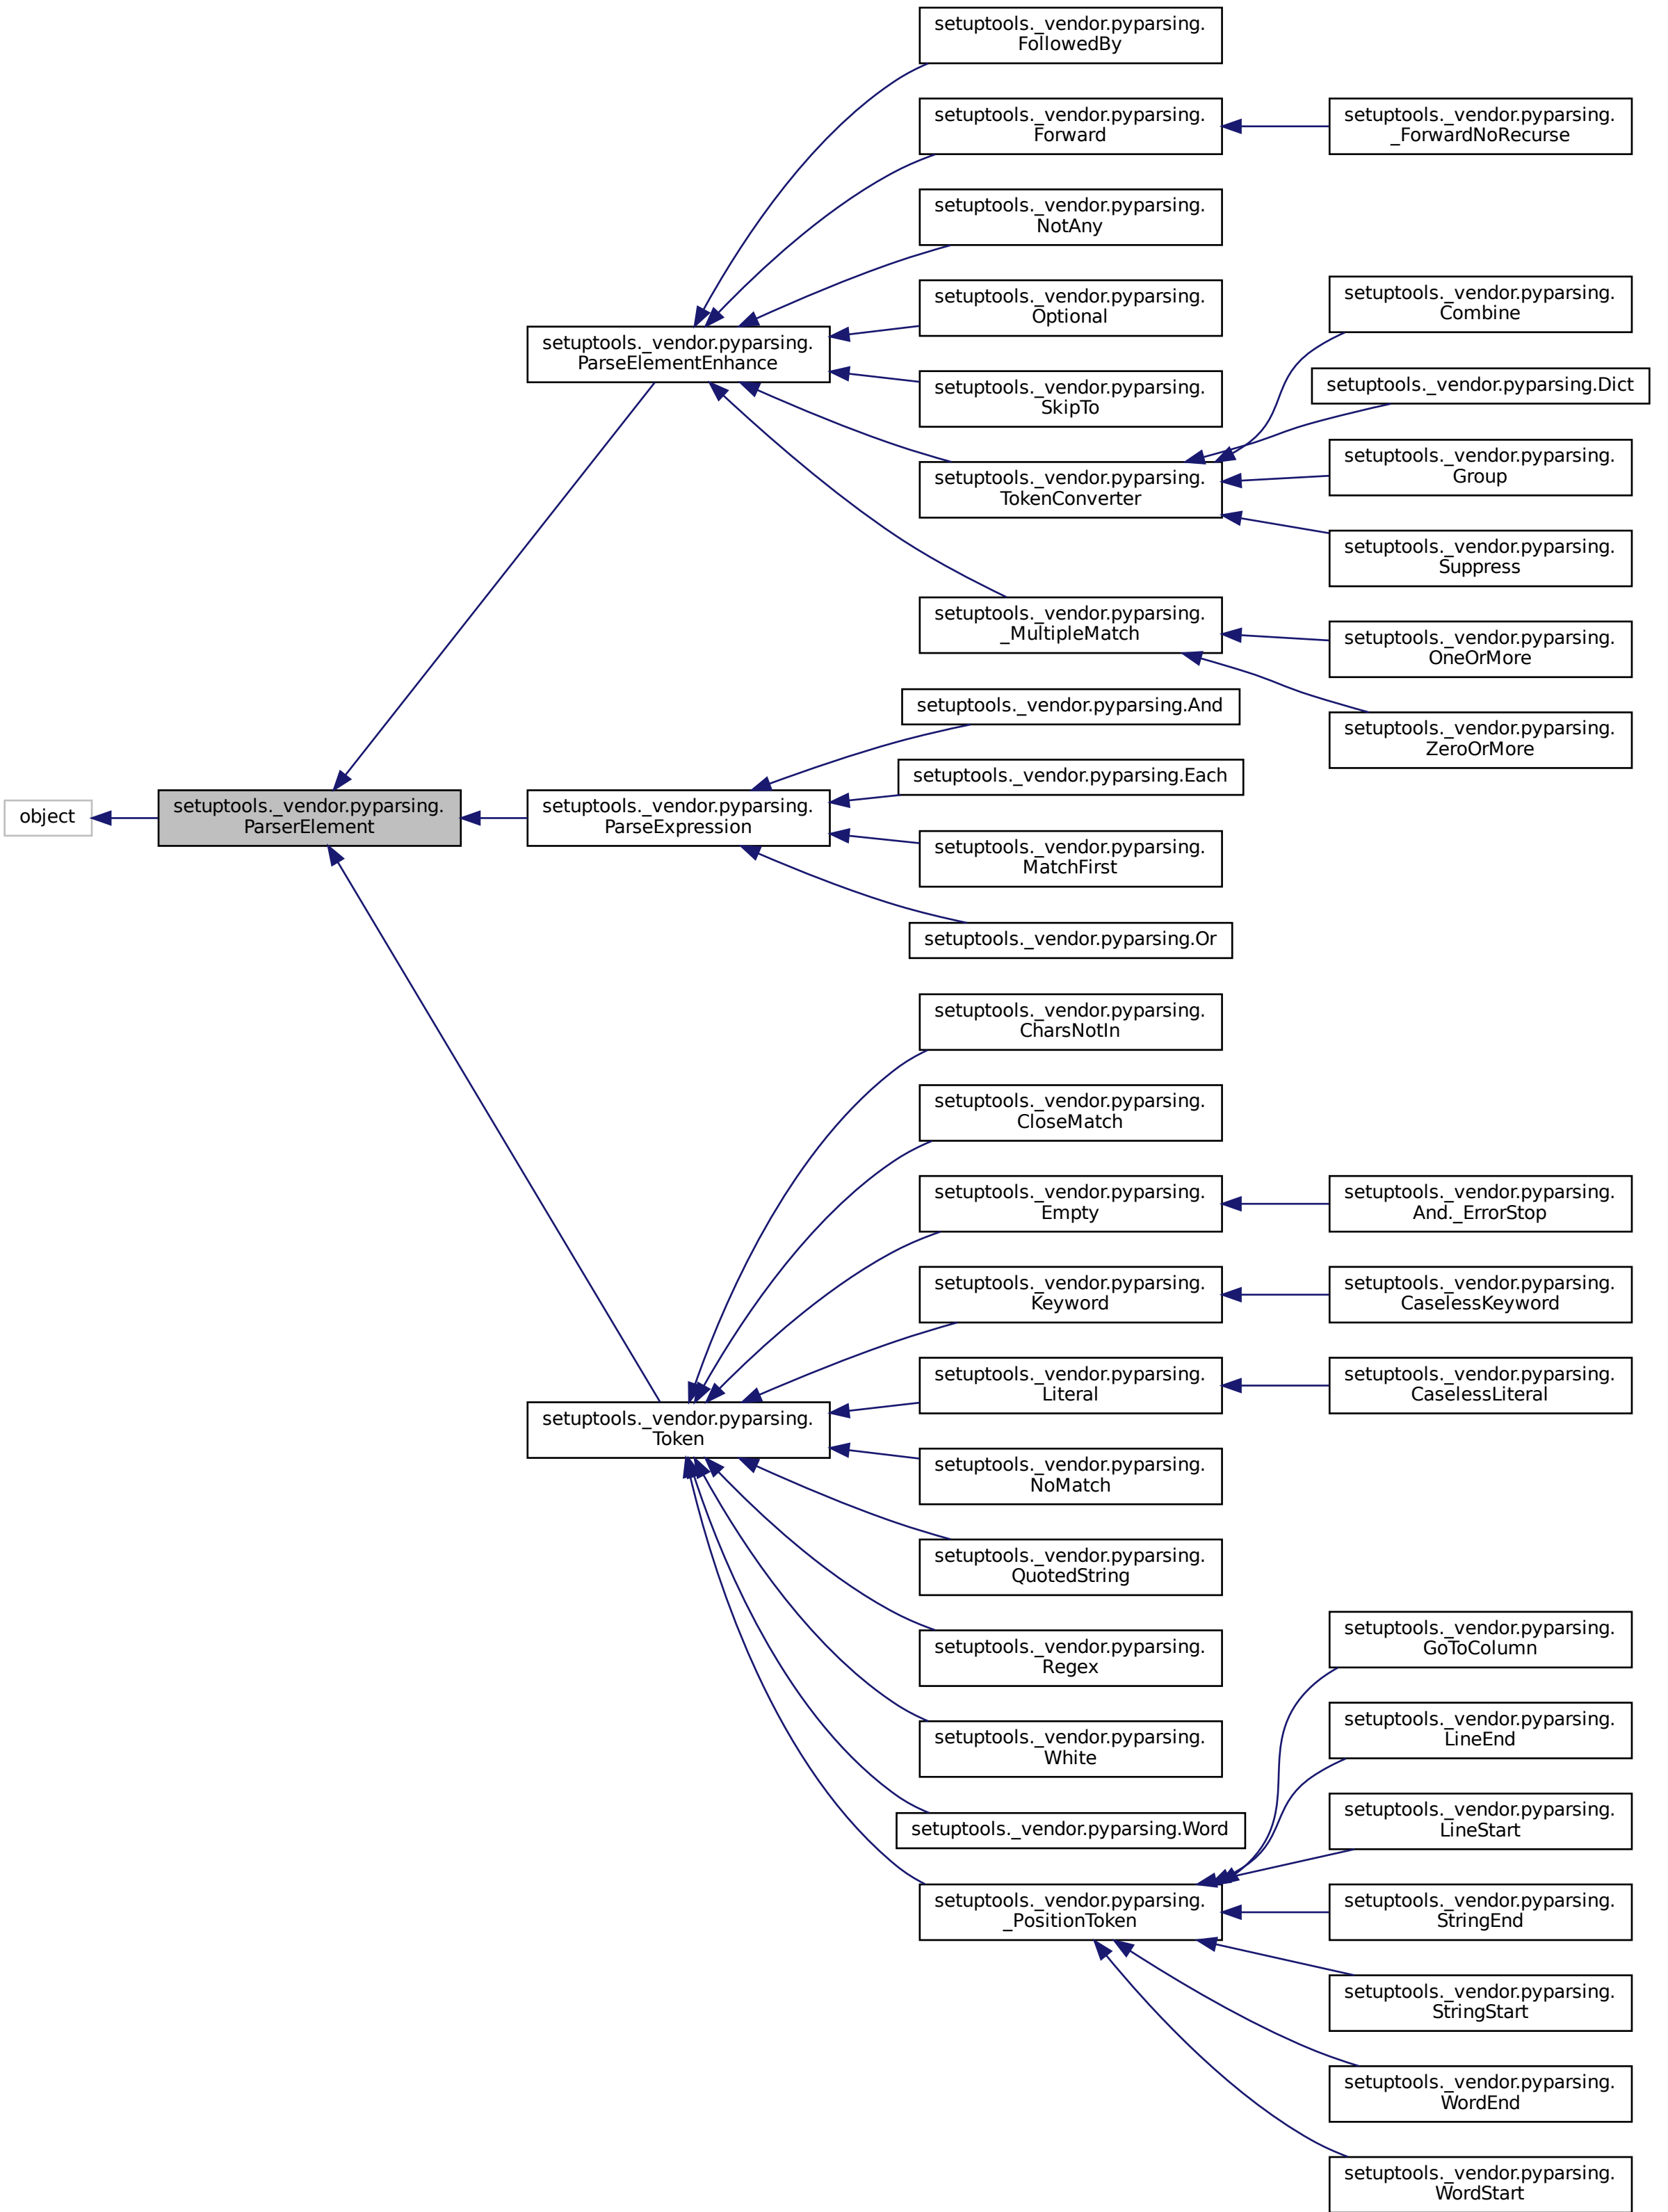 object
setuptools._vendor.pyparsing.
ParserElement
setuptools._vendor.pyparsing.
ParseElementEnhance
setuptools._vendor.pyparsing.
ParseExpression
setuptools._vendor.pyparsing.
Token
setuptools._vendor.pyparsing.
FollowedBy
setuptools._vendor.pyparsing.
Forward
setuptools._vendor.pyparsing.
NotAny
setuptools._vendor.pyparsing.
Optional
setuptools._vendor.pyparsing.
SkipTo
setuptools._vendor.pyparsing.
TokenConverter
setuptools._vendor.pyparsing.
_MultipleMatch
setuptools._vendor.pyparsing.And
setuptools._vendor.pyparsing.Each
setuptools._vendor.pyparsing.
MatchFirst
setuptools._vendor.pyparsing.Or
setuptools._vendor.pyparsing.
CharsNotIn
setuptools._vendor.pyparsing.
CloseMatch
setuptools._vendor.pyparsing.
Empty
setuptools._vendor.pyparsing.
Keyword
setuptools._vendor.pyparsing.
Literal
setuptools._vendor.pyparsing.
NoMatch
setuptools._vendor.pyparsing.
QuotedString
setuptools._vendor.pyparsing.
Regex
setuptools._vendor.pyparsing.
White
setuptools._vendor.pyparsing.Word
setuptools._vendor.pyparsing.
_PositionToken
setuptools._vendor.pyparsing.
_ForwardNoRecurse
setuptools._vendor.pyparsing.
Combine
setuptools._vendor.pyparsing.Dict
setuptools._vendor.pyparsing.
Group
setuptools._vendor.pyparsing.
Suppress
setuptools._vendor.pyparsing.
OneOrMore
setuptools._vendor.pyparsing.
ZeroOrMore
setuptools._vendor.pyparsing.
And._ErrorStop
setuptools._vendor.pyparsing.
CaselessKeyword
setuptools._vendor.pyparsing.
CaselessLiteral
setuptools._vendor.pyparsing.
GoToColumn
setuptools._vendor.pyparsing.
LineEnd
setuptools._vendor.pyparsing.
LineStart
setuptools._vendor.pyparsing.
StringEnd
setuptools._vendor.pyparsing.
StringStart
setuptools._vendor.pyparsing.
WordEnd
setuptools._vendor.pyparsing.
WordStart